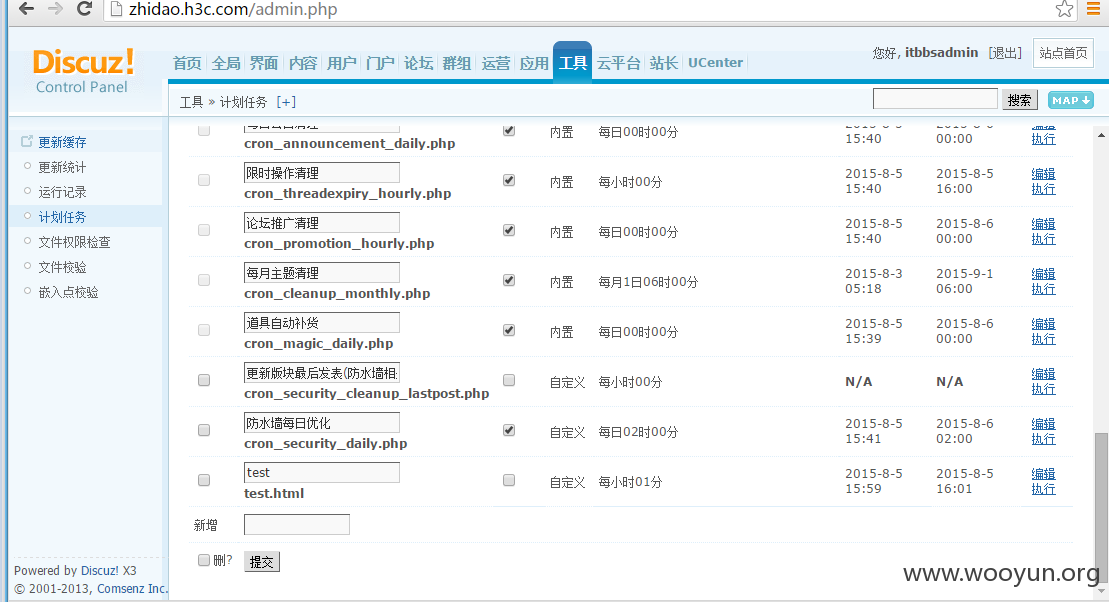 zhidao.h3c.com/admin.php
Discuz!
Control Panel
首页 全局 界面 内容 用户 门户 论坛 群组 运营 应用 工具 云平台 站长 UCenter
您好, itbbsadmin [退出] 站点首页
工具 » 计划任务 [+] 搜索 MAP
更新缓存
更新统计
运行记录
计划任务
文件权限检查
文件校验
嵌入点校验
cron_announcement_daily.php 内置 每日00时00分 15:40 00:00 执行
限时操作清理 2015-8-5 2015-8-5 编辑
cron_threadexpiry_hourly.php 内置 每小时00分 15:40 16:00 执行
论坛推广清理 2015-8-5 2015-8-6 编辑
cron_promotion_hourly.php 内置 每日00时00分 15:40 00:00 执行
每月主题清理 2015-8-3 2015-9-1 编辑
cron_cleanup_monthly.php 内置 每月1日06时00分 05:18 06:00 执行
道具自动补货 2015-8-5 2015-8-6 编辑
cron_magic_daily.php 内置 每日00时00分 15:39 00:00 执行
更新版块最后发表(防水墙相 编辑
cron_security_cleanup_lastpost.php 自定义 每小时00分 N/A N/A 执行
防水墙每日优化 2015-8-5 2015-8-6 编辑
cron_security_daily.php 自定义 每日02时00分 15:41 02:00 执行
test 2015-8-5 2015-8-5 编辑
test.html 自定义 每小时01分 15:59 16:01 执行
新增
删? 提交
Powered by Discuz! X3
© 2001-2013, Comsenz Inc.
www.wooyun.org